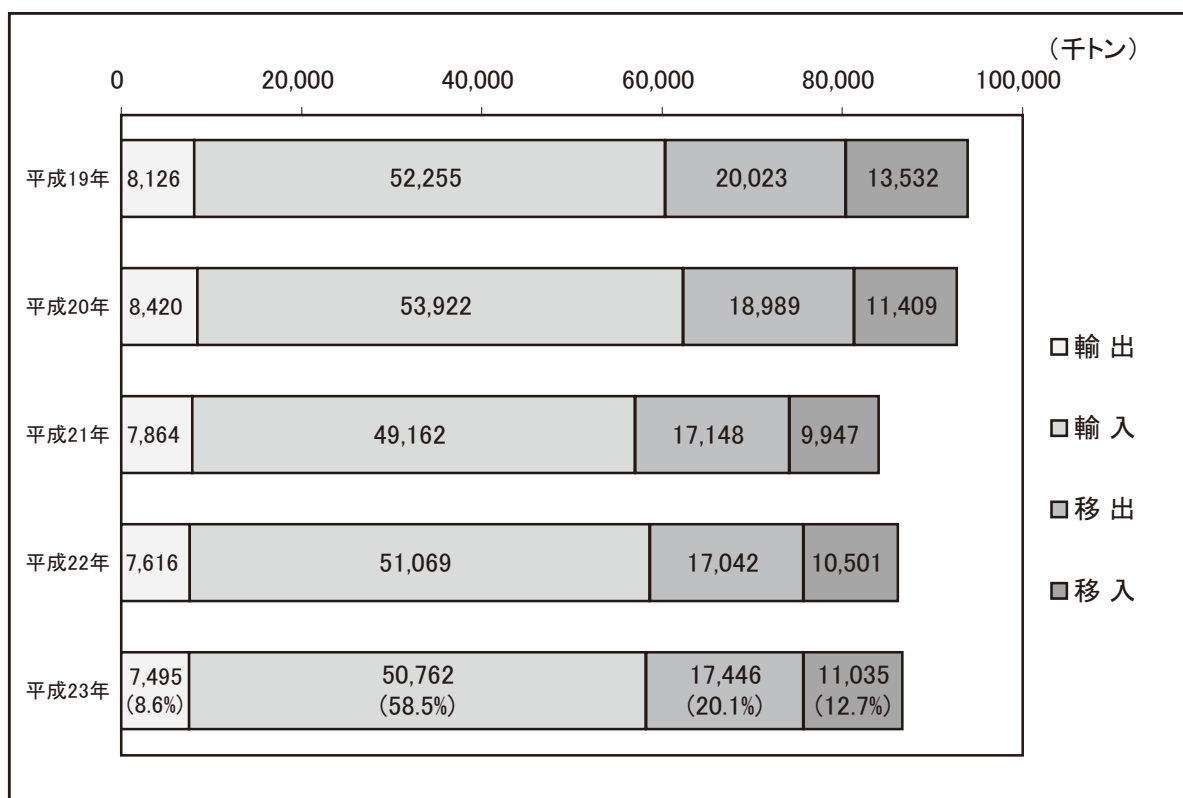 （千トン）
0 20,000 40,000 60,000 80,000 100,000
平成19年 8,126 52,255 20,023 13,532
平成20年 8,420 53,922 18,989 11,409
平成21年 7,864 49,162 17,148 9,947
平成22年 7,616 51,069 17,042 10,501
平成23年 7,495 50,762 17,446 11,035
(8.6%) (58.5%) (20.1%) (12.7%)
輸 出
輸 入
移 出
移 入